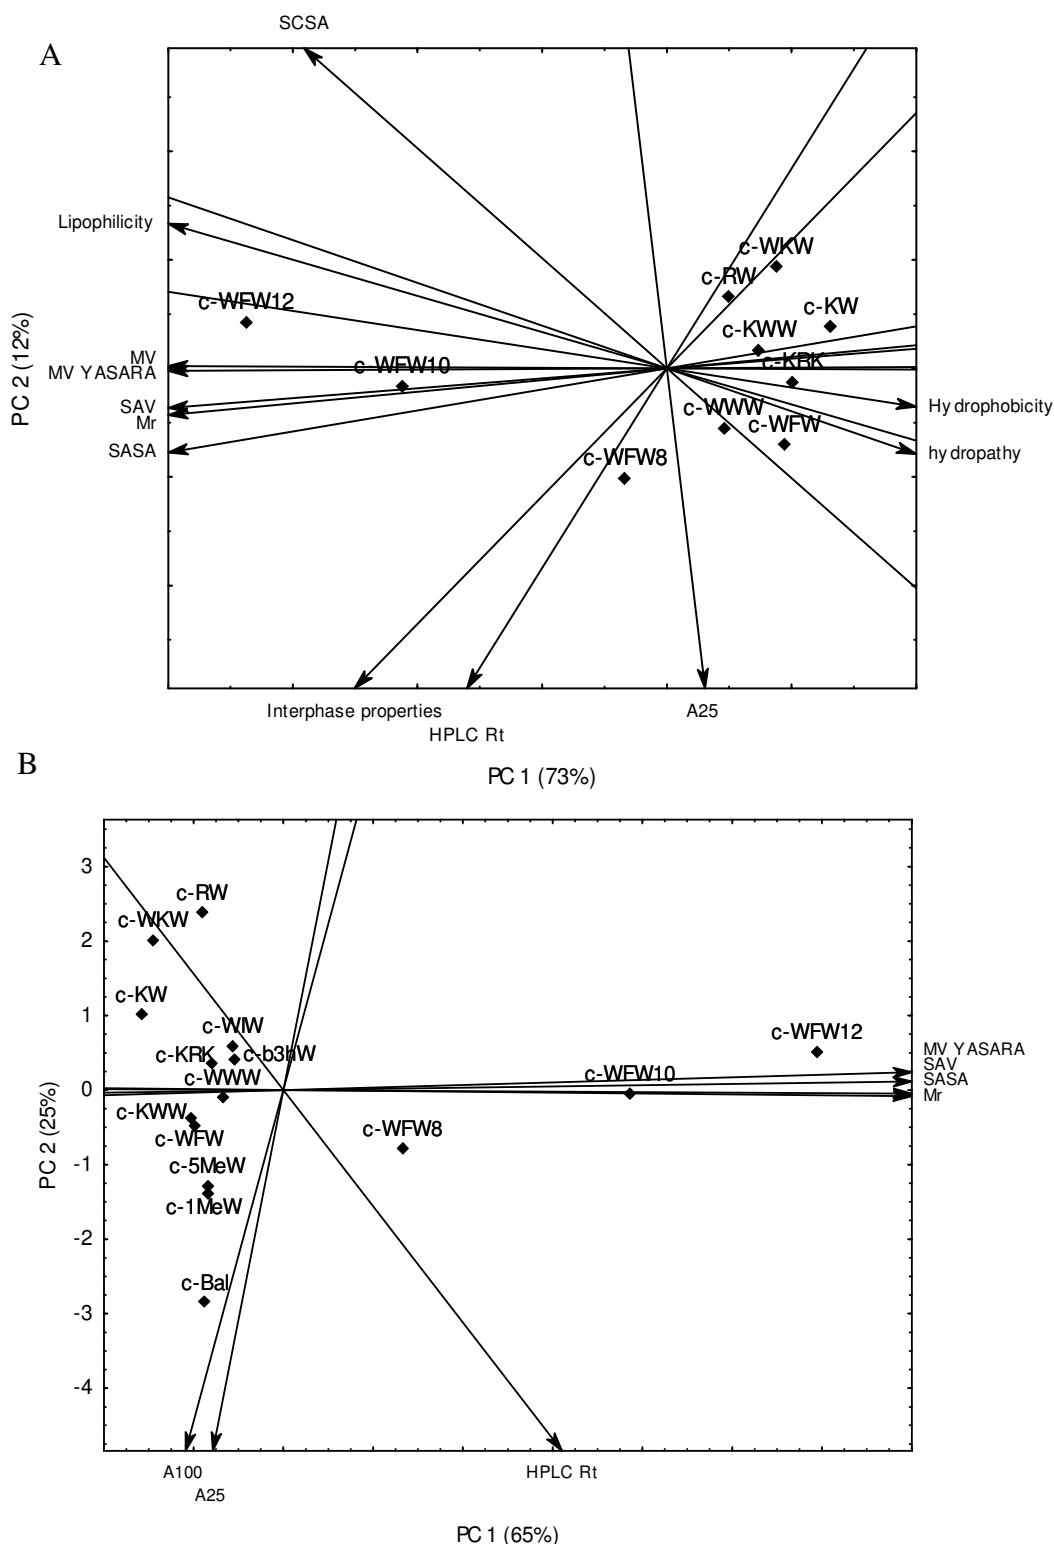 SCSA
A
Lipophilicity
c-WKW
c-RW
c-WFW12
c-KW
c-KWW
MV
c-WFW10
c-KRK
MV YASARA
SAV
c-WWW
Hydrophobicity
Mr
c-WFW
SASA
c-WFW8
hydropathy
PC 2 (12%)
Interphase properties
A25
HPLC Rt
B
PC 1 (73%)
3
c-RW
c-WKW
2
c-KW
1
c-WIW
c-WFW12
c-KRK
c-b3hW
MV YASARA
SAV
c-WWW
c-WFW10
SASA
0
Mr
c-KWW
c-WFW8
c-WFW
-1
c-5MeW
c-1MeW
-2
c-Bal
-3
-4
PC 2 (25%)
A100
HPLC Rt
A25
PC 1 (65%)